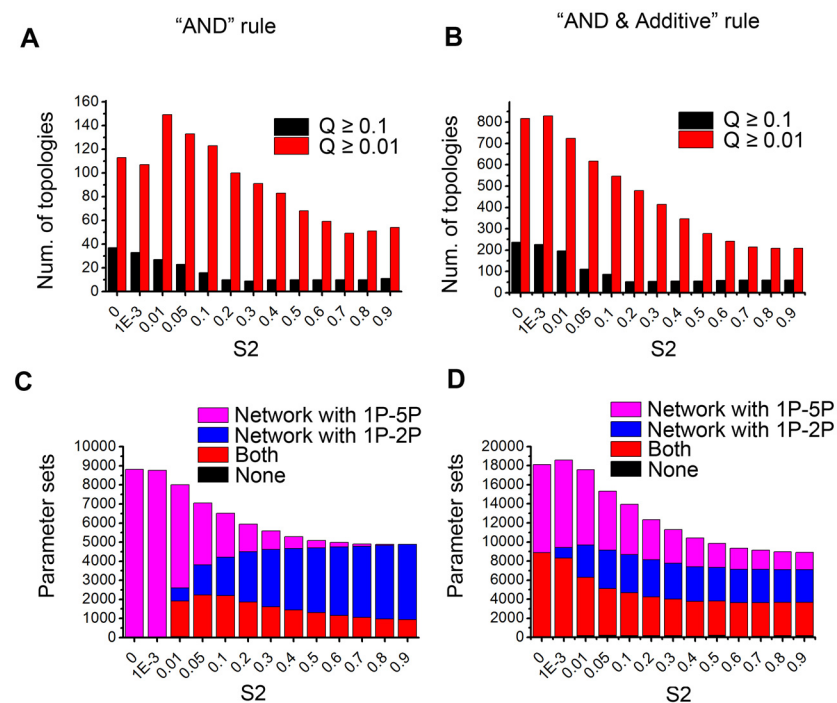 "AND" rule
"AND & Additive" rule
A
Num. of topologies
160
140
120
100
80
60
40
20
0
Q ≥ 0.1
Q ≥ 0.01
0 1E-3 0.01 0.05 0.1 0.2 0.3 0.4 0.5 0.6 0.7 0.8 0.9
S2
B
Num. of topologies
800
700
600
500
400
300
200
100
0
Q ≥ 0.1
Q ≥ 0.01
0 1E-3 0.01 0.05 0.1 0.2 0.3 0.4 0.5 0.6 0.7 0.8 0.9
S2
C
Network with 1P-5P
Network with 1P-2P
Both
None
Parameter sets
10000
9000
8000
7000
6000
5000
4000
3000
2000
1000
0
0 1E-3 0.01 0.05 0.1 0.2 0.3 0.4 0.5 0.6 0.7 0.8 0.9
S2
D
Network with 1P-5P
Network with 1P-2P
Both
None
Parameter sets
20000
18000
16000
14000
12000
10000
8000
6000
4000
2000
0
0 1E-3 0.01 0.05 0.1 0.2 0.3 0.4 0.5 0.6 0.7 0.8 0.9
S2